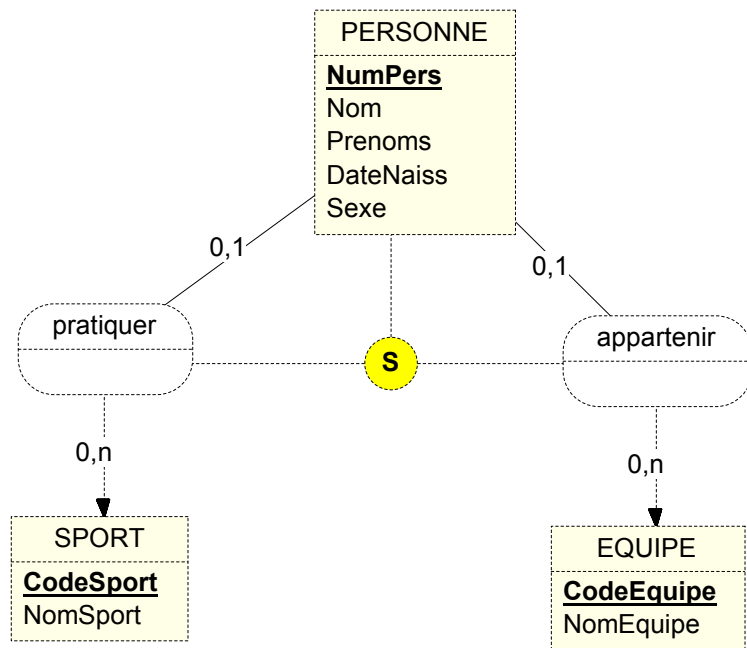 PERSONNE
NumPers
Nom
Prenoms
DateNaiss
Sexe
0,1
0,1
pratiquer
appartenir
S
0,n
0,n
SPORT
CodeSport
NomSport
EQUIPE
CodeEquipe
NomEquipe